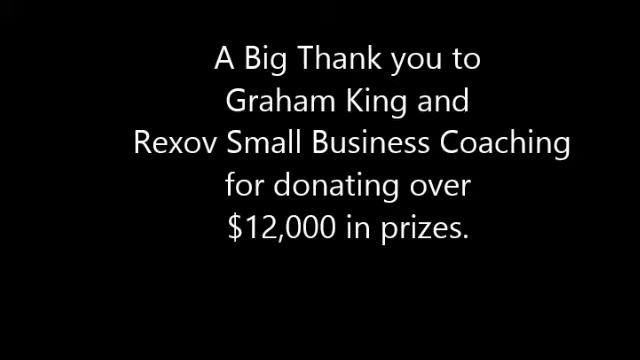 A Big Thank you to
Graham King and
Rexov Small Business Coaching
for donating over
$12,000 in prizes.